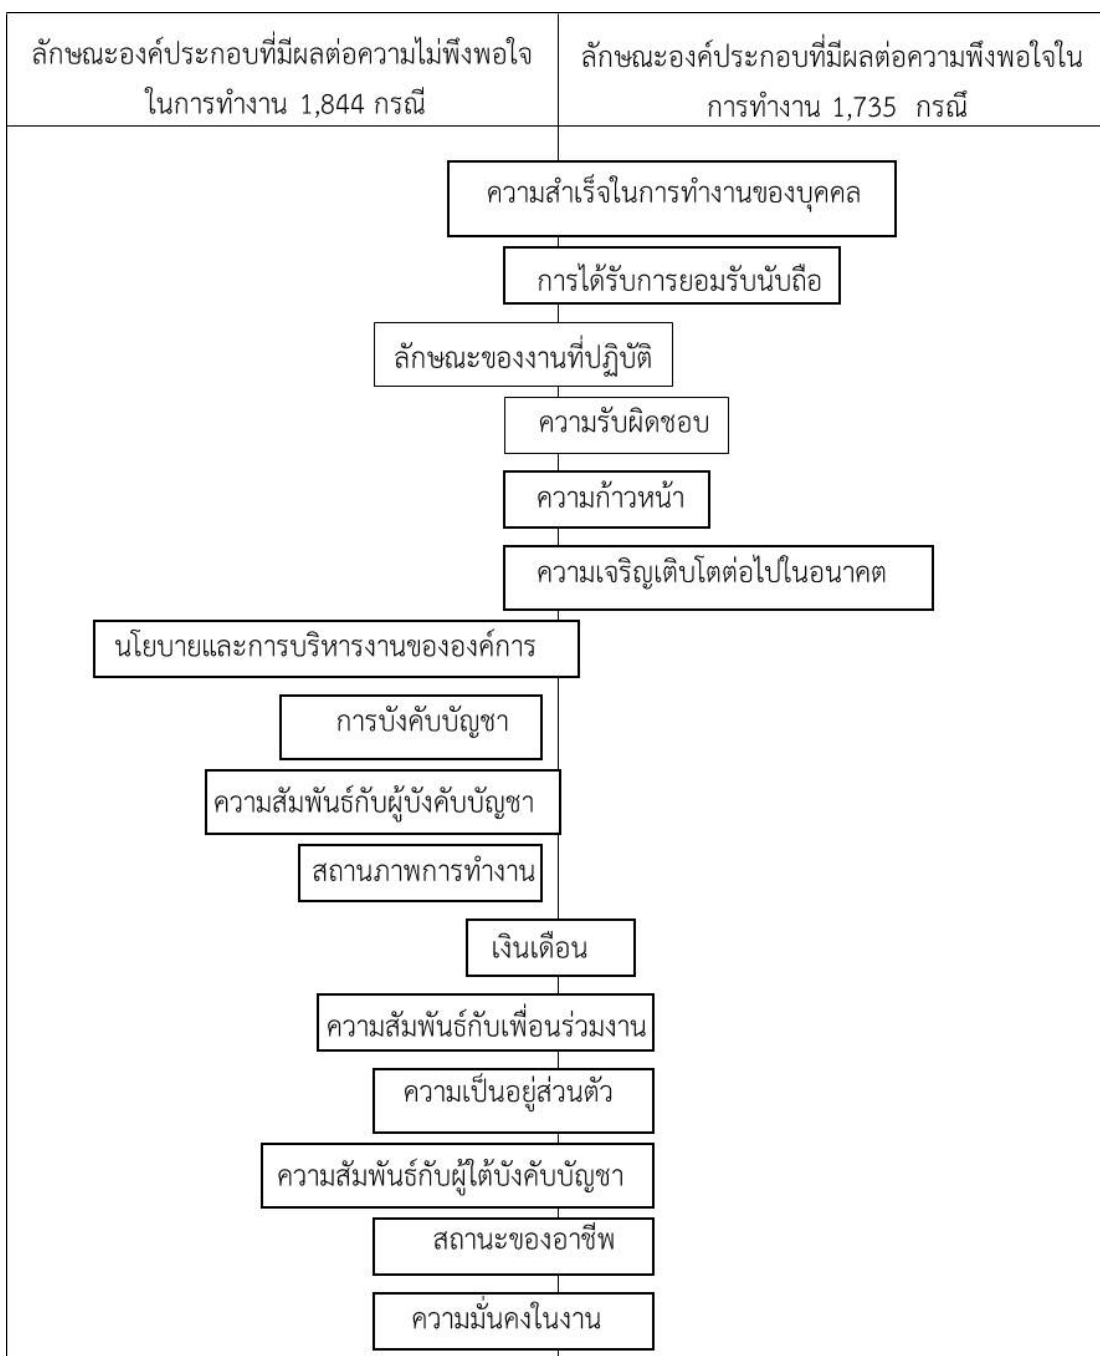 ลักษณะองค์ประกอบที่มีผลต่อความไม่พึงพอใจ
ในการทำงาน 1,844 กรณี
ลักษณะองค์ประกอบที่มีผลต่อความพึงพอใจใน
การทำงาน 1,735 กรณึ
ความสำเร็จในการทำงานของบุคคล
การได้รับการยอมรับนับถือ
ลักษณะของงานที่ปฏิบัติ
ความรับผิดชอบ
ความก้าวหน้า
ความเจริญเติบโตต่อไปในอนาคต
นโยบายและการบริหารงานขององค์การ
การบังคับบัญชา
ความสัมพันธ์กับผู้บังคับบัญชา
สถานภาพการทำงาน
เงินเดือน
ความสัมพันธ์กับเพื่อนร่วมงาน
ความเป็นอยู่ส่วนตัว
ความสัมพันธ์กับผู้ใต้บังคับบัญชา
สถานะของอาชีพ
ความมั่นคงในงาน